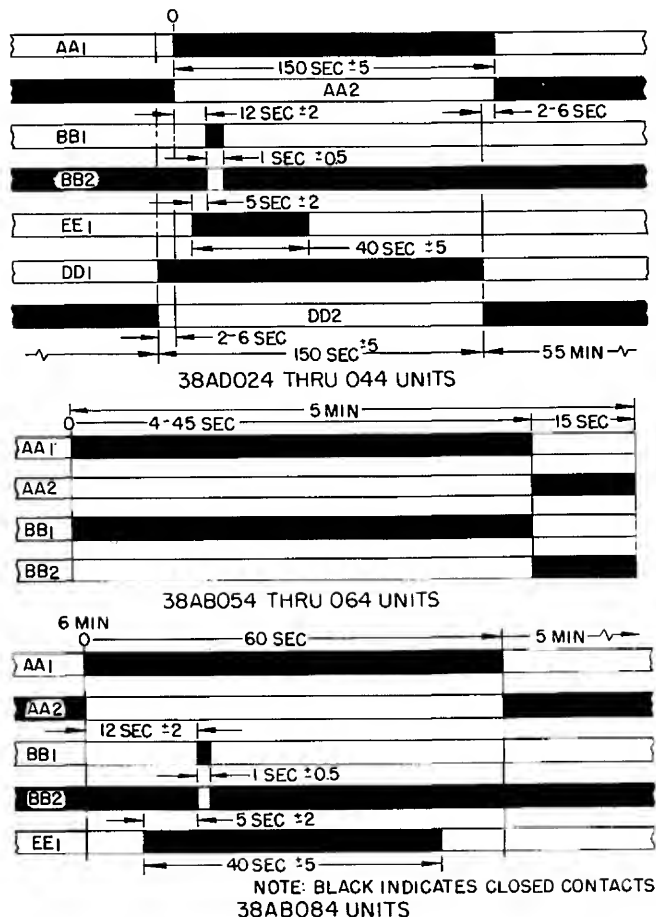 0
AA1
150 SEC ±5
AA2
12 SEC ±2
2-6 SEC
BB1
1 SEC ±0.5
BB2
5 SEC ±2
EE1
40 SEC ±5
DD1
DD2
2-6 SEC
150 SEC ±5
55 MIN
38AD024 THRU 044 UNITS
0
5 MIN
4-45 SEC
15 SEC
AA1
AA2
BB1
BB2
38AB054 THRU 064 UNITS
6 MIN
0
60 SEC
5 MIN
AA1
AA2
12 SEC ±2
BB1
1 SEC ±0.5
BB2
5 SEC ±2
EE1
40 SEC ±5
NOTE: BLACK INDICATES CLOSED CONTACTS
38AB084 UNITS